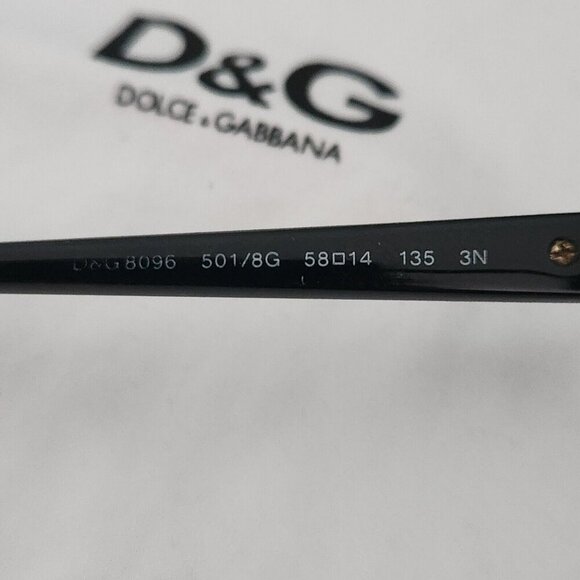 D&G
DOLCE & GABBANA
D&G 8096 501/8G 58□14 135 3N